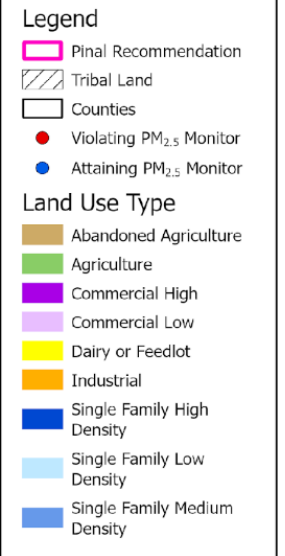 Legend
Pinal Recommendation
Tribal Land
Counties
Violating PM₂.₅ Monitor
Attaining PM₂.₅ Monitor
Land Use Type
Abandoned Agriculture
Agriculture
Commercial High
Commercial Low
Dairy or Feedlot
Industrial
Single Family High
Density
Single Family Low
Density
Single Family Medium
Density